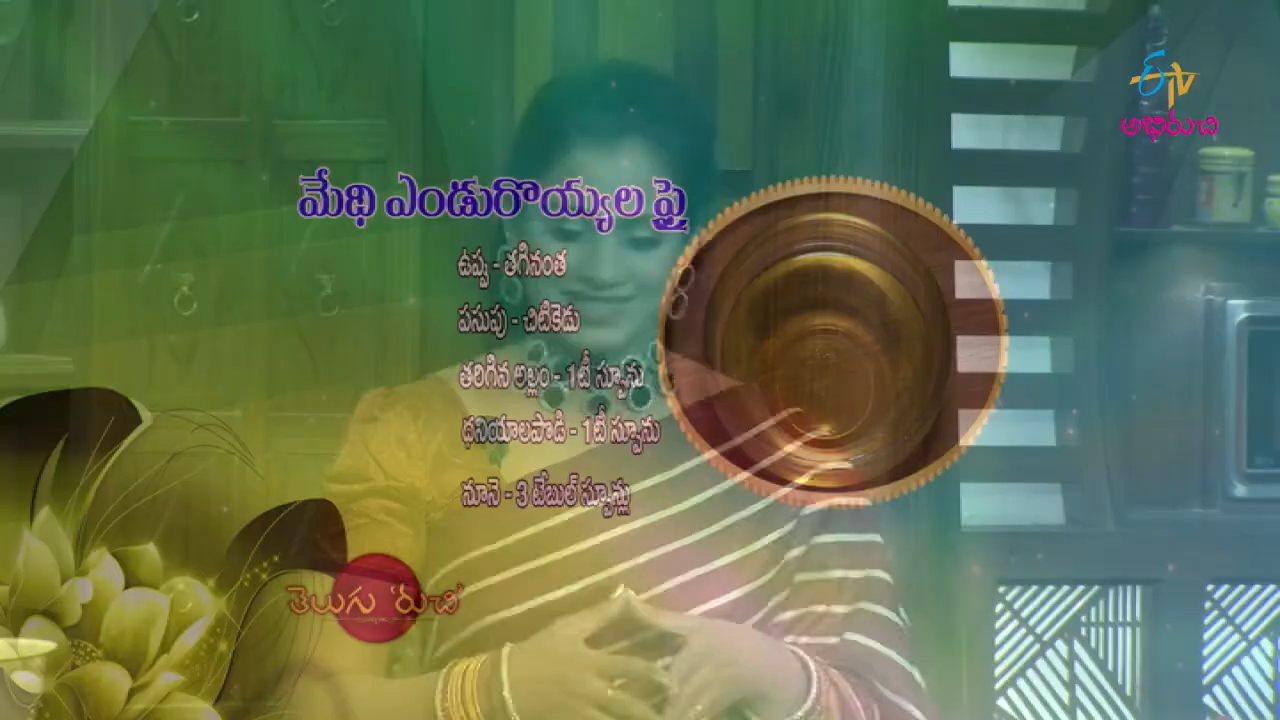 ETV
అభిరుచి
మేథి ఎండురొయ్యల ఫ్రై
ఉప్పు - తగినంత
పసుపు - చిటికెడు
తరిగిన అల్లం - 1టీ స్పూను
ధనియాలపొడి - 1టీ స్పూను
నూనె - 3 టేబుల్ స్పూన్లు
తెలుగు 'రుచి'